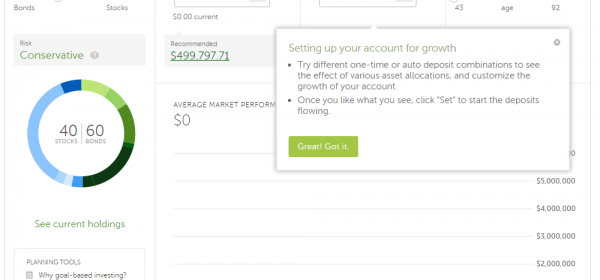 Bonds Stocks
$0.00 current
43 age 92
Risk
Conservative
Recommended
$499,797.71
Setting up your account for growth
Try different one-time or auto deposit combinations to see
the effect of various asset allocations, and customize the
growth of your account.
Once you like what you see, click "Set" to start the deposits
flowing.
Great! Got it
AVERAGE MARKET PERFORM
$0
40 60
STOCKS BONDS
$5,000,000
$4,000,000
$3,000,000
$2,000,000
See current holdings
PLANNING TOOLS
Why goal-based investing?